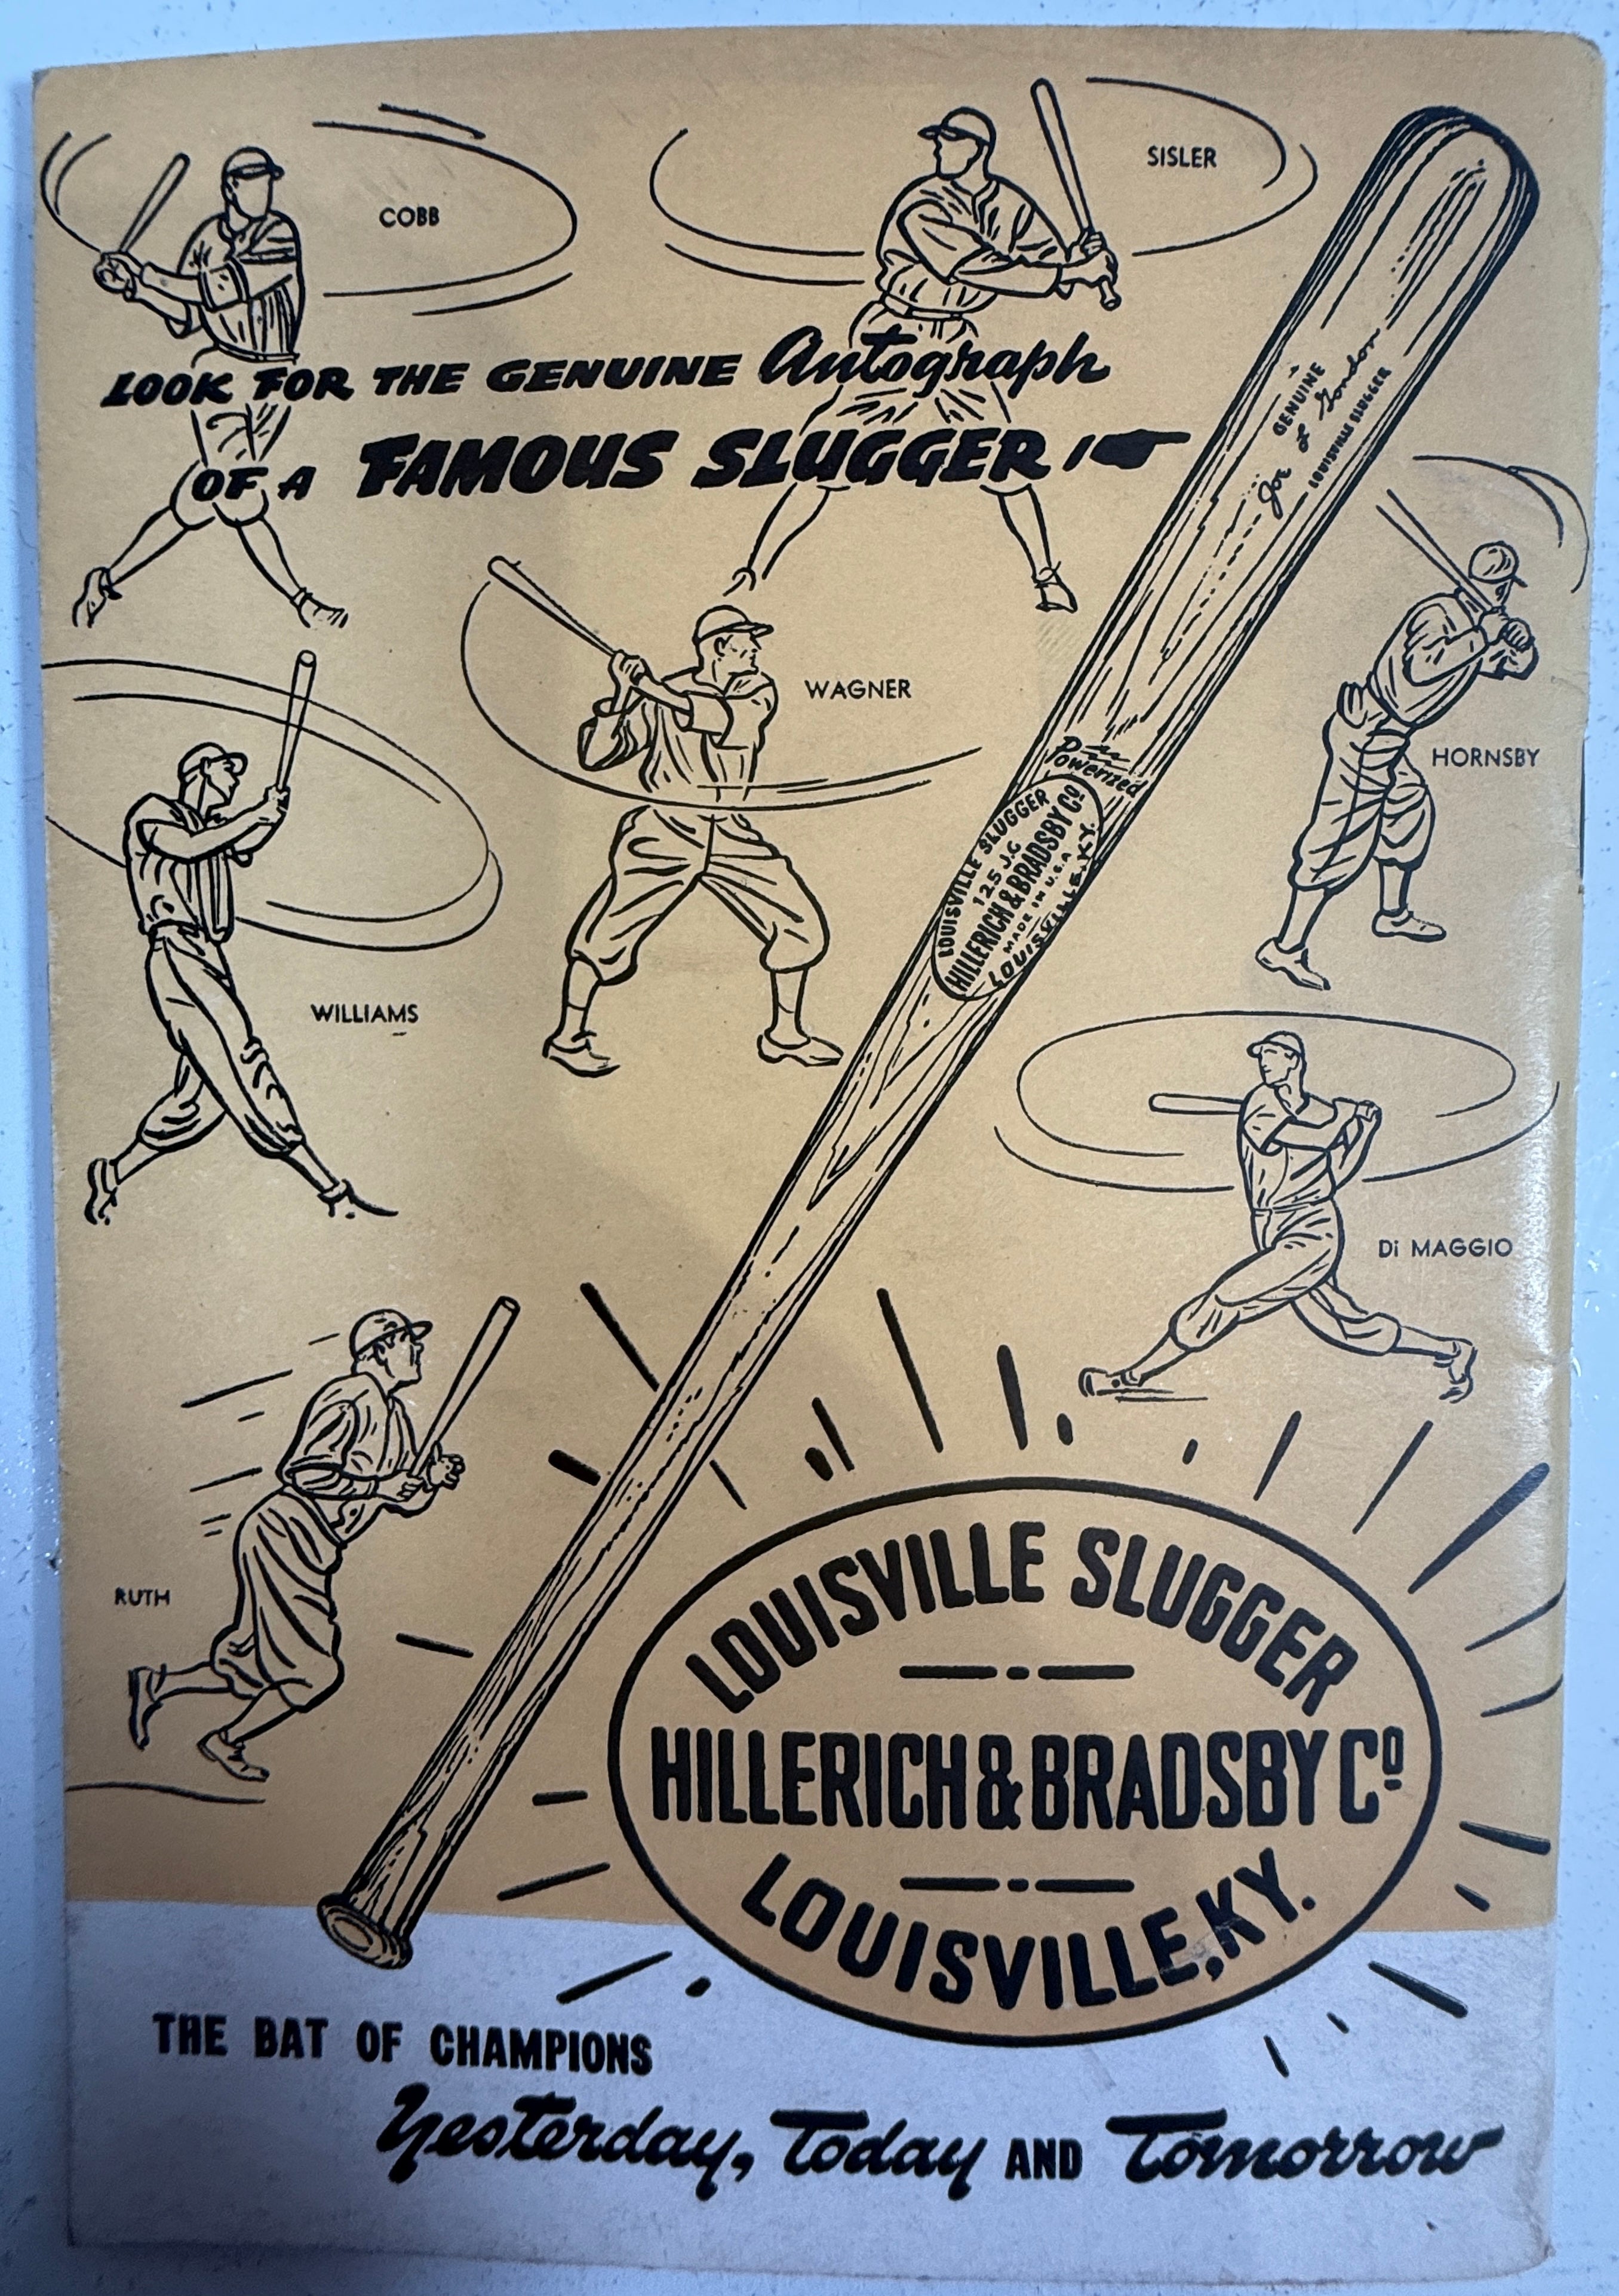 COBB
SISLER
LOOK FOR THE GENUINE Autograph
OF A FAMOUS SLUGGER
GENUINE
Joe L Gordon
LOUISVILLE SLUGGER
WAGNER
HORNSBY
Powerized
LOUISVILLE SLUGGER
125 J.G.
HILLERICH & BRADSBY Cº
MADE IN U.S.A
LOUISVILLE, KY.
WILLIAMS
Di MAGGIO
RUTH
LOUISVILLE SLUGGER
HILLERICH & BRADSBY Cº
LOUISVILLE, KY.
THE BAT OF CHAMPIONS
Yesterday, Today AND Tomorrow